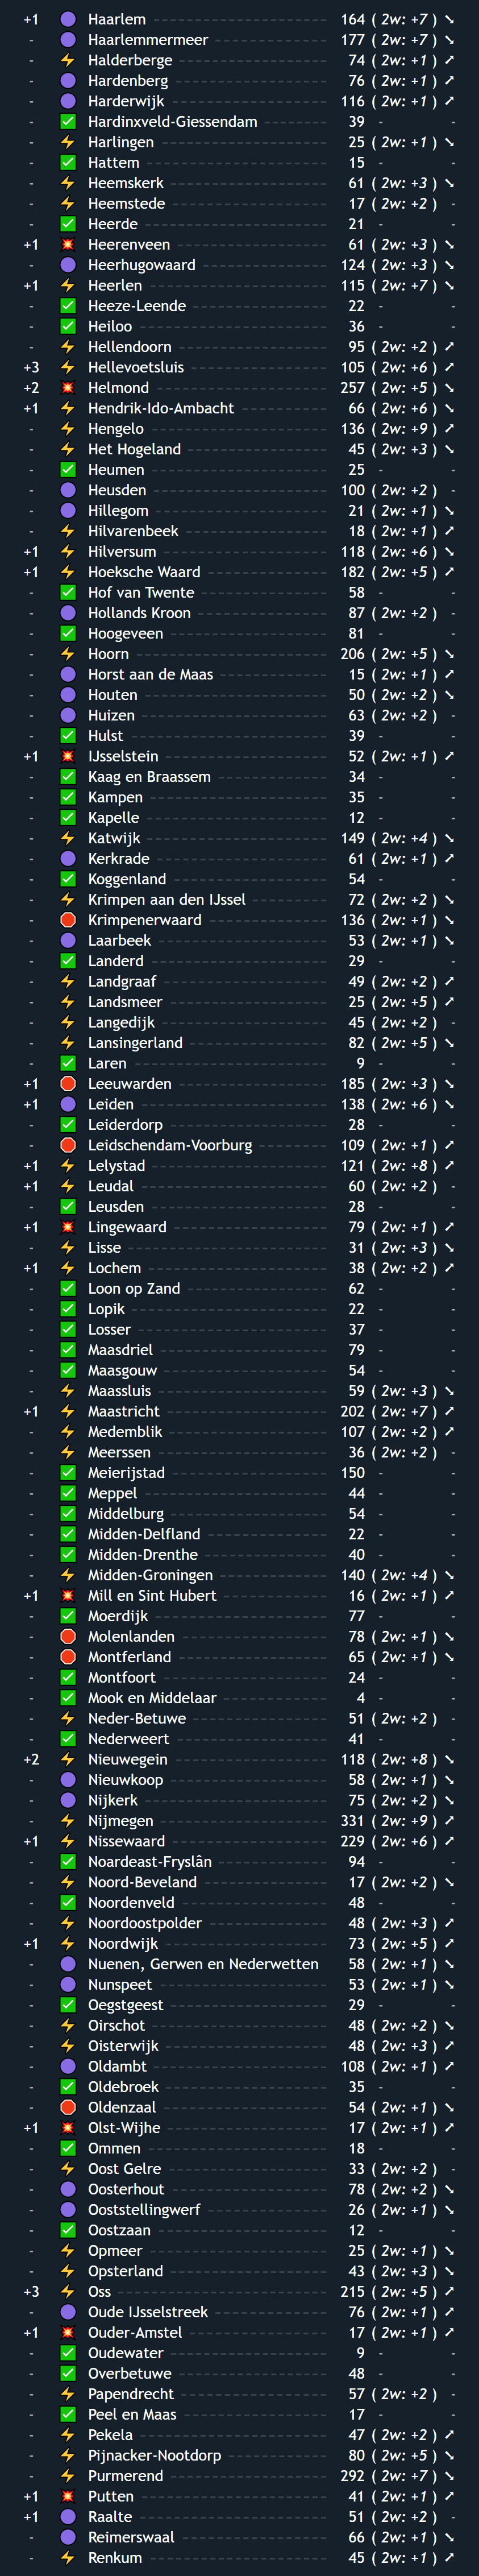 +1 Haarlem 164 ( 2w: +7 ) ↘
- Haarlemmermeer 177 ( 2w: +7 ) ↘
- ⚡ Halderberge 74 ( 2w: +1 ) ↗
- Hardenberg 76 ( 2w: +1 ) ↗
- Harderwijk 116 ( 2w: +1 ) ↗
- ✅ Hardinxveld-Giessendam 39 - -
- ⚡ Harlingen 25 ( 2w: +1 ) ↘
- ✅ Hattem 15 - -
- ⚡ Heemskerk 61 ( 2w: +3 ) ↘
- ⚡ Heemstede 17 ( 2w: +2 ) -
- ✅ Heerde 21 - -
+1 💥 Heerenveen 61 ( 2w: +3 ) ↘
- Heerhugowaard 124 ( 2w: +3 ) ↘
+1 ⚡ Heerlen 115 ( 2w: +7 ) ↘
- ✅ Heeze-Leende 22 - -
- ✅ Heiloo 36 - -
- ⚡ Hellendoorn 95 ( 2w: +2 ) ↗
+3 ⚡ Hellevoetsluis 105 ( 2w: +6 ) ↗
+2 💥 Helmond 257 ( 2w: +5 ) ↘
+1 ⚡ Hendrik-Ido-Ambacht 66 ( 2w: +6 ) ↘
- ⚡ Hengelo 136 ( 2w: +9 ) ↗
- ⚡ Het Hogeland 45 ( 2w: +3 ) ↘
- ✅ Heumen 25 - -
- Heusden 100 ( 2w: +2 ) -
- Hillegom 21 ( 2w: +1 ) ↘
- ⚡ Hilvarenbeek 18 ( 2w: +1 ) ↗
+1 ⚡ Hilversum 118 ( 2w: +6 ) ↘
+1 ⚡ Hoeksche Waard 182 ( 2w: +5 ) ↗
- ✅ Hof van Twente 58 - -
- Hollands Kroon 87 ( 2w: +2 ) -
- ✅ Hoogeveen 81 - -
- ⚡ Hoorn 206 ( 2w: +5 ) ↘
- Horst aan de Maas 15 ( 2w: +1 ) ↗
- Houten 50 ( 2w: +2 ) ↘
- Huizen 63 ( 2w: +2 ) -
- ✅ Hulst 39 - -
+1 💥 IJsselstein 52 ( 2w: +1 ) ↗
- ✅ Kaag en Braassem 34 - -
- ✅ Kampen 35 - -
- ✅ Kapelle 12 - -
- ⚡ Katwijk 149 ( 2w: +4 ) ↘
- Kerkrade 61 ( 2w: +1 ) ↗
- ✅ Koggenland 54 - -
- ⚡ Krimpen aan den IJssel 72 ( 2w: +2 ) ↘
- Krimpenerwaard 136 ( 2w: +1 ) ↘
- Laarbeek 53 ( 2w: +1 ) ↘
- ✅ Landerd 29 - -
- ⚡ Landgraaf 49 ( 2w: +2 ) ↗
- ⚡ Landsmeer 25 ( 2w: +5 ) ↗
- ⚡ Langedijk 45 ( 2w: +2 ) -
- ⚡ Lansingerland 82 ( 2w: +5 ) ↘
- ✅ Laren 9 - -
+1 Leeuwarden 185 ( 2w: +3 ) ↘
+1 Leiden 138 ( 2w: +6 ) ↘
- ✅ Leiderdorp 28 - -
- Leidschendam-Voorburg 109 ( 2w: +1 ) ↗
+1 ⚡ Lelystad 121 ( 2w: +8 ) ↗
+1 ⚡ Leudal 60 ( 2w: +2 ) -
- ✅ Leusden 28 - -
+1 💥 Lingewaard 79 ( 2w: +1 ) ↗
- ⚡ Lisse 31 ( 2w: +3 ) ↘
+1 ⚡ Lochem 38 ( 2w: +2 ) ↗
- ✅ Loon op Zand 62 - -
- ✅ Lopik 22 - -
- ✅ Losser 37 - -
- ✅ Maasdriel 79 - -
- ✅ Maasgouw 54 - -
- ⚡ Maassluis 59 ( 2w: +3 ) ↘
+1 ⚡ Maastricht 202 ( 2w: +7 ) ↗
- ⚡ Medemblik 107 ( 2w: +2 ) ↗
- ⚡ Meerssen 36 ( 2w: +2 ) -
- ✅ Meierijstad 150 - -
- ✅ Meppel 44 - -
- ✅ Middelburg 54 - -
- ✅ Midden-Delfland 22 - -
- ✅ Midden-Drenthe 40 - -
- ⚡ Midden-Groningen 140 ( 2w: +4 ) ↘
+1 💥 Mill en Sint Hubert 16 ( 2w: +1 ) ↗
- ✅ Moerdijk 77 - -
- Molenlanden 78 ( 2w: +1 ) ↘
- Montferland 65 ( 2w: +1 ) ↘
- ✅ Montfoort 24 - -
- ✅ Mook en Middelaar 4 - -
- ⚡ Neder-Betuwe 51 ( 2w: +2 ) -
- ✅ Nederweert 41 - -
+2 ⚡ Nieuwegein 118 ( 2w: +8 ) ↘
- Nieuwkoop 58 ( 2w: +1 ) ↘
- Nijkerk 75 ( 2w: +2 ) ↘
- ⚡ Nijmegen 331 ( 2w: +9 ) ↗
+1 ⚡ Nissewaard 229 ( 2w: +6 ) ↗
- ✅ Noardeast-Fryslân 94 - -
- ⚡ Noord-Beveland 17 ( 2w: +2 ) ↘
- ✅ Noordenveld 48 - -
- ⚡ Noordoostpolder 48 ( 2w: +3 ) ↗
+1 ⚡ Noordwijk 73 ( 2w: +5 ) ↗
- Nuenen, Gerwen en Nederwetten 58 ( 2w: +1 ) ↘
- Nunspeet 53 ( 2w: +1 ) ↘
- ✅ Oegstgeest 29 - -
- ⚡ Oirschot 48 ( 2w: +2 ) ↘
- ⚡ Oisterwijk 48 ( 2w: +3 ) ↗
- Oldambt 108 ( 2w: +1 ) ↗
- ✅ Oldebroek 35 - -
- Oldenzaal 54 ( 2w: +1 ) ↘
+1 💥 Olst-Wijhe 17 ( 2w: +1 ) ↗
- ✅ Ommen 18 - -
- ⚡ Oost Gelre 33 ( 2w: +2 ) -
- Oosterhout 78 ( 2w: +2 ) ↘
- Ooststellingwerf 26 ( 2w: +1 ) ↘
- ✅ Oostzaan 12 - -
- ⚡ Opmeer 25 ( 2w: +1 ) ↘
- ⚡ Opsterland 43 ( 2w: +3 ) ↘
+3 ⚡ Oss 215 ( 2w: +5 ) ↗
- Oude IJsselstreek 76 ( 2w: +1 ) ↗
+1 💥 Ouder-Amstel 17 ( 2w: +1 ) ↗
- ✅ Oudewater 9 - -
- ✅ Overbetuwe 48 - -
- ⚡ Papendrecht 57 ( 2w: +2 ) -
- ✅ Peel en Maas 17 - -
- ⚡ Pekela 47 ( 2w: +2 ) ↗
- ⚡ Pijnacker-Nootdorp 80 ( 2w: +5 ) ↘
- ⚡ Purmerend 292 ( 2w: +7 ) ↘
+1 💥 Putten 41 ( 2w: +1 ) ↗
+1 Raalte 51 ( 2w: +2 ) -
- Reimerswaal 66 ( 2w: +1 ) ↘
- ⚡ Renkum 45 ( 2w: +1 ) ↗